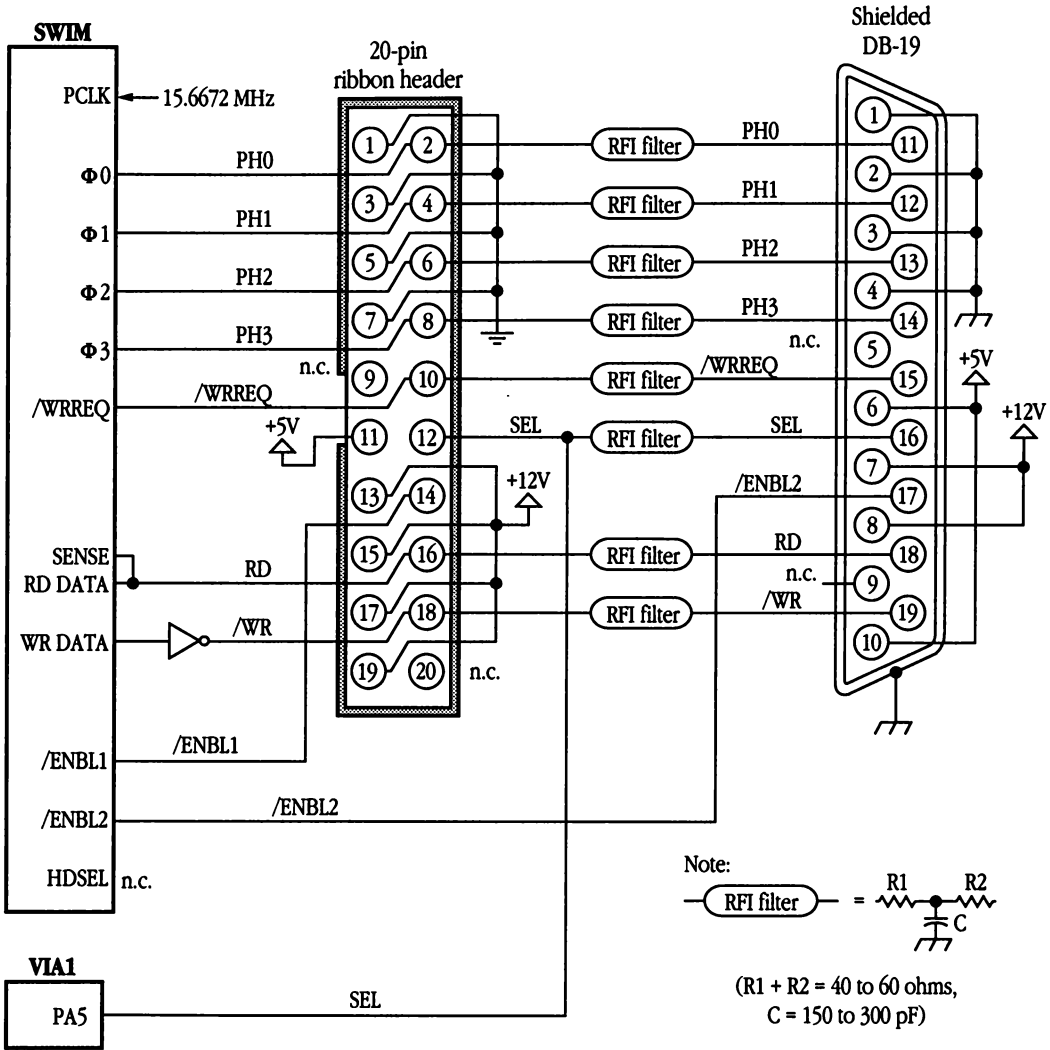 Shielded
DB-19
SWIM
20-pin
ribbon header
PCLK 15.6672 MHz
1
1 2 RFI filter PH0 11
Φ0 PH0 2
3 4 RFI filter PH1 12
Φ1 PH1 3
5 6 RFI filter PH2 13
Φ2 PH2 4
7 8 RFI filter PH3 14
Φ3 PH3 n.c. 5
n.c. 9 10 RFI filter /WRREQ 15 +5V
/WRREQ /WRREQ 6 +12V
+5V 11 12 SEL RFI filter SEL 16
7
13 14 +12V /ENBL2 17
8
SENSE 15 16 RFI filter RD 18
RD DATA RD n.c. 9
17 18 RFI filter /WR 19
WR DATA /WR 10
19 20 n.c.
/ENBL1 /ENBL1
/ENBL2 /ENBL2
HDSEL n.c.
Note:
RFI filter = R1 R2
C
(R1 + R2 = 40 to 60 ohms,
C = 150 to 300 pF)
VIA1
PA5 SEL